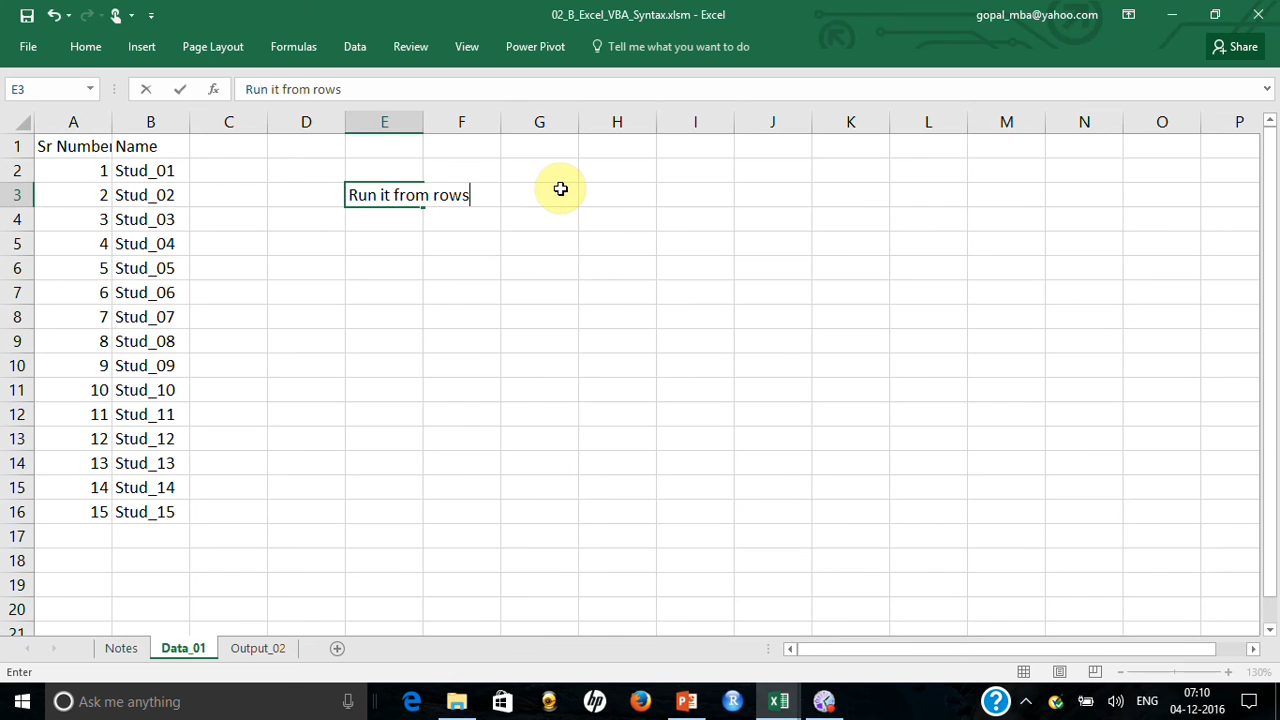 02_B_Excel_VBA_Syntax.xlsm - Excel
gopal_mba@yahoo.com
File Home Insert Page Layout Formulas Data Review View Power Pivot Tell me what you want to do Share
E3 fx Run it from rows
A B C D E F G H I J K L M N O P
1 Sr Number Name
2 1 Stud_01
3 2 Stud_02 Run it from rows
4 3 Stud_03
5 4 Stud_04
6 5 Stud_05
7 6 Stud_06
8 7 Stud_07
9 8 Stud_08
10 9 Stud_09
11 10 Stud_10
12 11 Stud_11
13 12 Stud_12
14 13 Stud_13
15 14 Stud_14
16 15 Stud_15
17
18
19
20
21
Notes Data_01 Output_02
Enter 130%
Ask me anything ENG 07:10
04-12-2016